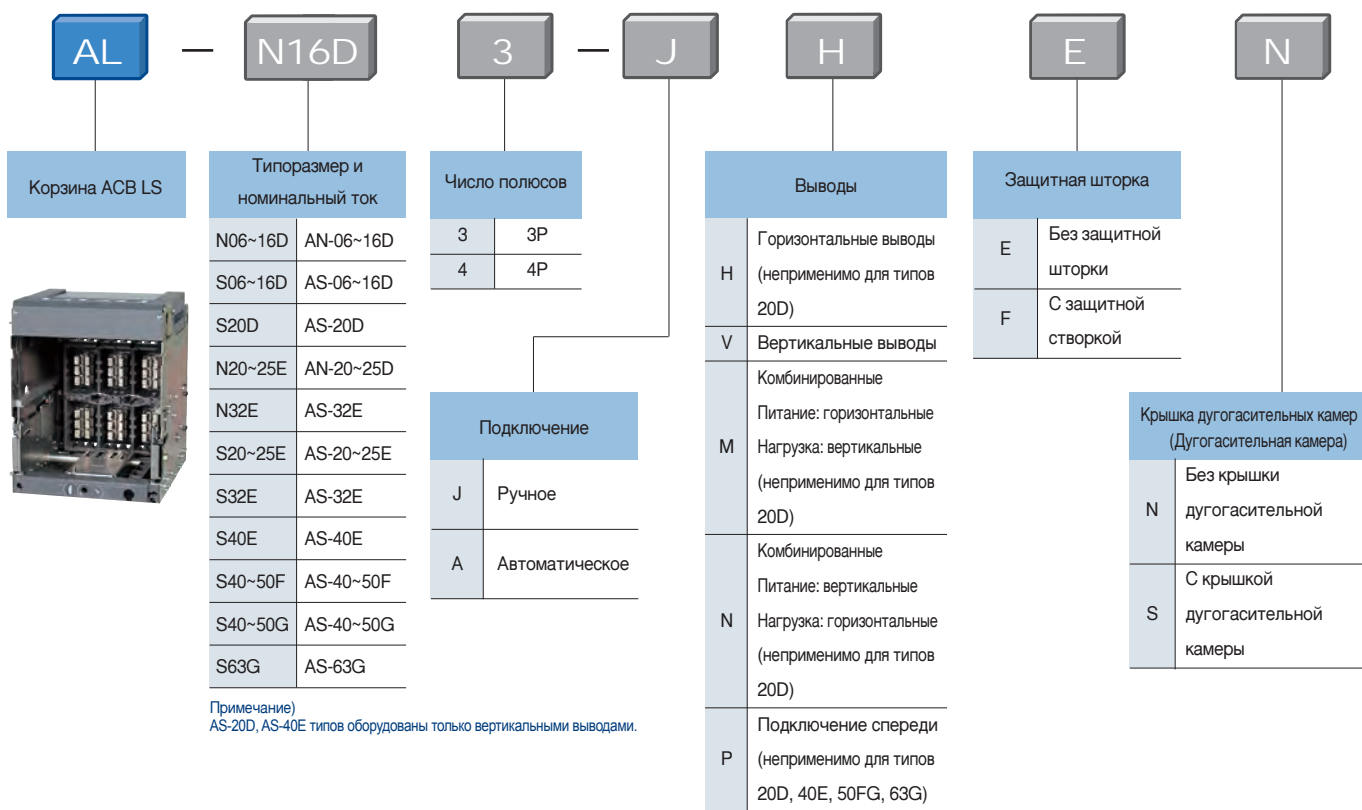 AL – N16D 3 – J H E N
Корзина ACB LS
Типоразмер и
номинальный ток
N06~16D AN-06~16D
S06~16D AS-06~16D
S20D AS-20D
N20~25E AN-20~25D
N32E AS-32E
S20~25E AS-20~25E
S32E AS-32E
S40E AS-40E
S40~50F AS-40~50F
S40~50G AS-40~50G
S63G AS-63G
Примечание)
AS-20D, AS-40E типов оборудованы только вертикальными выводами.
Число полюсов
3 3P
4 4P
Подключение
J Ручное
A Автоматическое
Выводы
H Горизонтальные выводы
(неприменимо для типов
20D)
V Вертикальные выводы
M Комбинированные
Питание: горизонтальные
Нагрузка: вертикальные
(неприменимо для типов
20D)
N Комбинированные
Питание: вертикальные
Нагрузка: горизонтальные
(неприменимо для типов
20D)
P Подключение спереди
(неприменимо для типов
20D, 40E, 50FG, 63G)
Защитная шторка
E Без защитной
шторки
F С защитной
створкой
Крышка дугогасительных камер
(Дугогасительная камера)
N Без крышки
дугогасительной
камеры
S С крышкой
дугогасительной
камеры